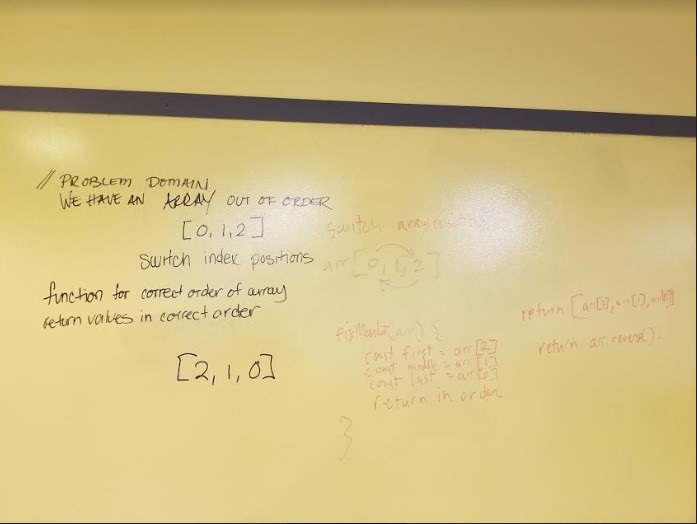 // PROBLEM DOMAIN
WE HAVE AN ARRAY OUT OF ORDER
[0, 1, 2]
switch index positions
function for correct order of array
return values in correct order
[2, 1, 0]
switch array
arr[0, 1, 2]
(arr) {
const first = arr[2]
const middle = arr[1]
const last = arr[0]
return in order
}
return [arr[2], arr[1], arr[0]]
return arr.reverse()